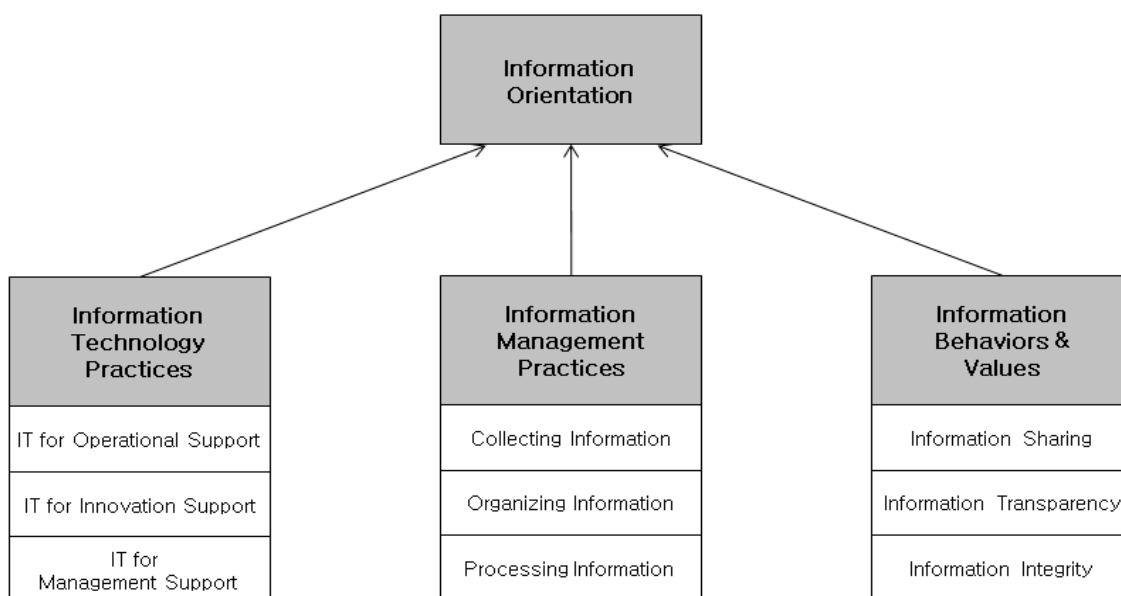 Information
Orientation
Information
Technology
Practices
IT for Operational Support
IT for Innovation Support
IT for
Management Support
Information
Management
Practices
Collecting Information
Organizing Information
Processing Information
Information
Behaviors &
Values
Information Sharing
Information Transparency
Information Integrity